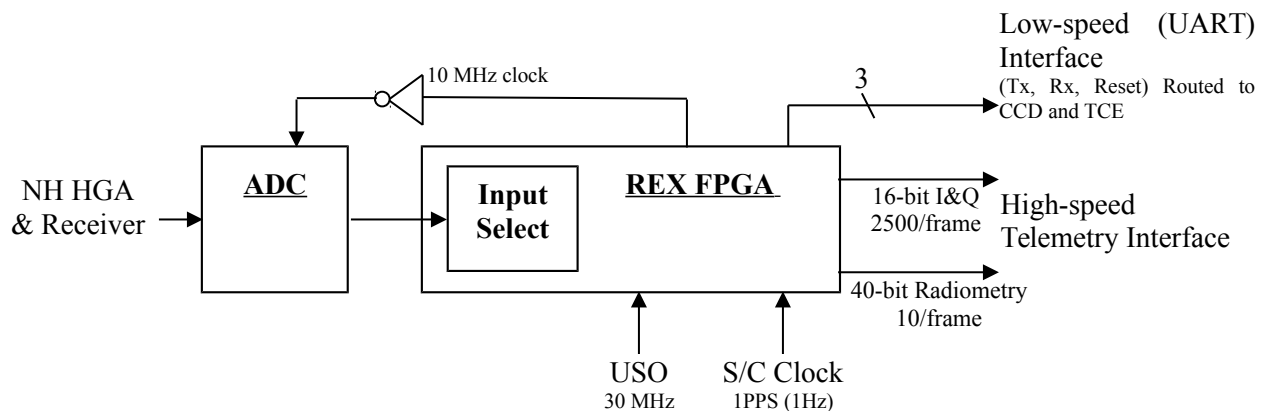 Low-speed (UART)
Interface
(Tx, Rx, Reset) Routed to
CCD and TCE
3
10 MHz clock
NH HGA
& Receiver
ADC
Input
Select
REX FPGA
16-bit I&Q
2500/frame
High-speed
Telemetry Interface
40-bit Radiometry
10/frame
USO
30 MHz
S/C Clock
1PPS (1Hz)